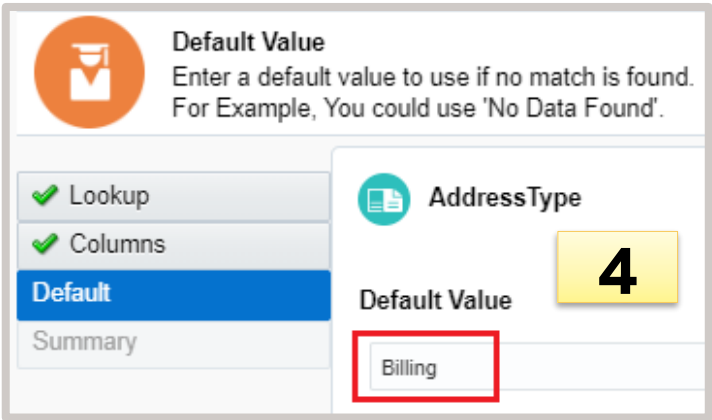 Default Value
Enter a default value to use if no match is found.
For Example, You could use 'No Data Found'.
Lookup
Columns
Default
Summary
AddressType
4
Default Value
Billing